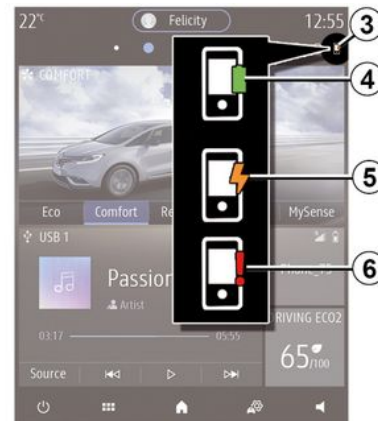 22°C
Felicity
12:55
3
COMFORT
4
5
Eco
Comfort
MySense
USB 1
6
Passion
Artist
RIVING ECO2
03:17
05:55
65/100
Source